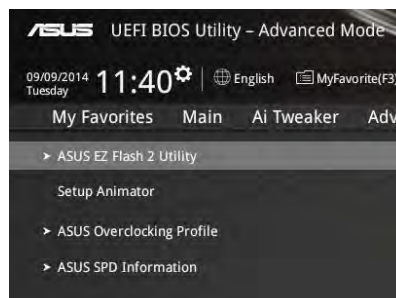 ASUS UEFI BIOS Utility – Advanced Mode
09/09/2014 Tuesday 11:40 English MyFavorite(F3)
My Favorites Main Ai Tweaker Adv
➤ ASUS EZ Flash 2 Utility
Setup Animator
➤ ASUS Overclocking Profile
➤ ASUS SPD Information